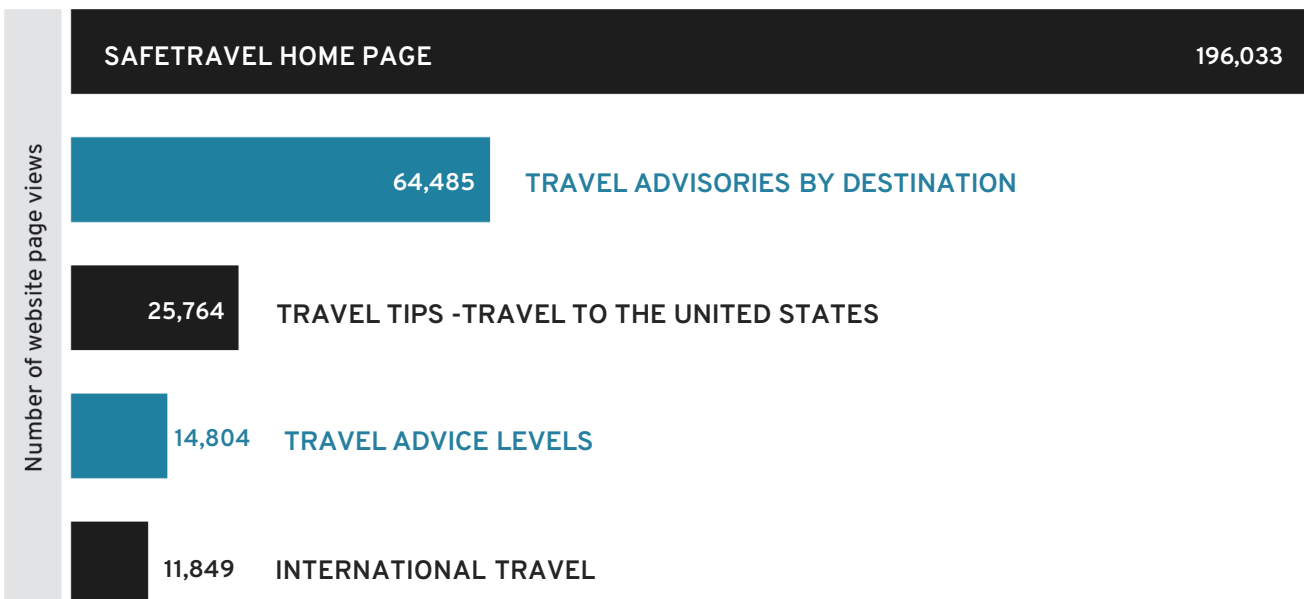 Number of website page views
SAFETRAVEL HOME PAGE 196,033
64,485 TRAVEL ADVISORIES BY DESTINATION
25,764 TRAVEL TIPS -TRAVEL TO THE UNITED STATES
14,804 TRAVEL ADVICE LEVELS
11,849 INTERNATIONAL TRAVEL